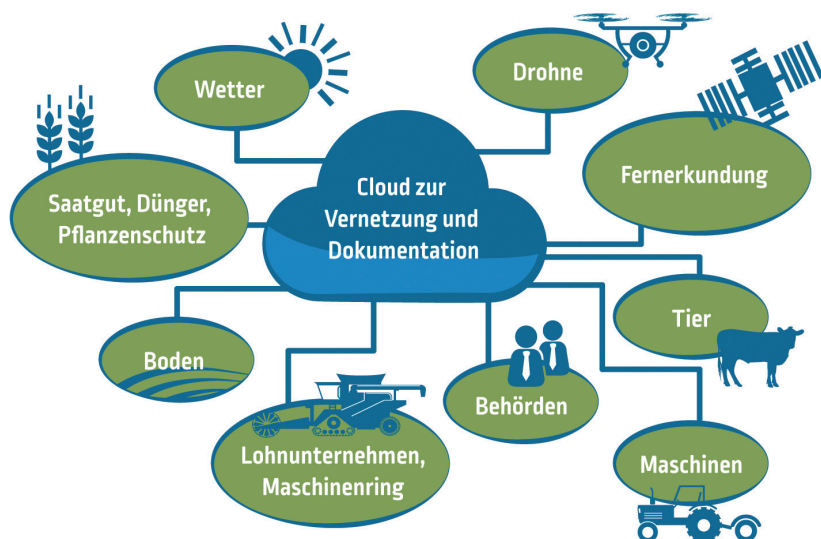 Wetter
Drohne
Fernerkundung
Cloud zur
Vernetzung und
Dokumentation
Saatgut, Dünger,
Pflanzenschutz
Tier
Boden
Behörden
Lohnunternehmen,
Maschinenring
Maschinen